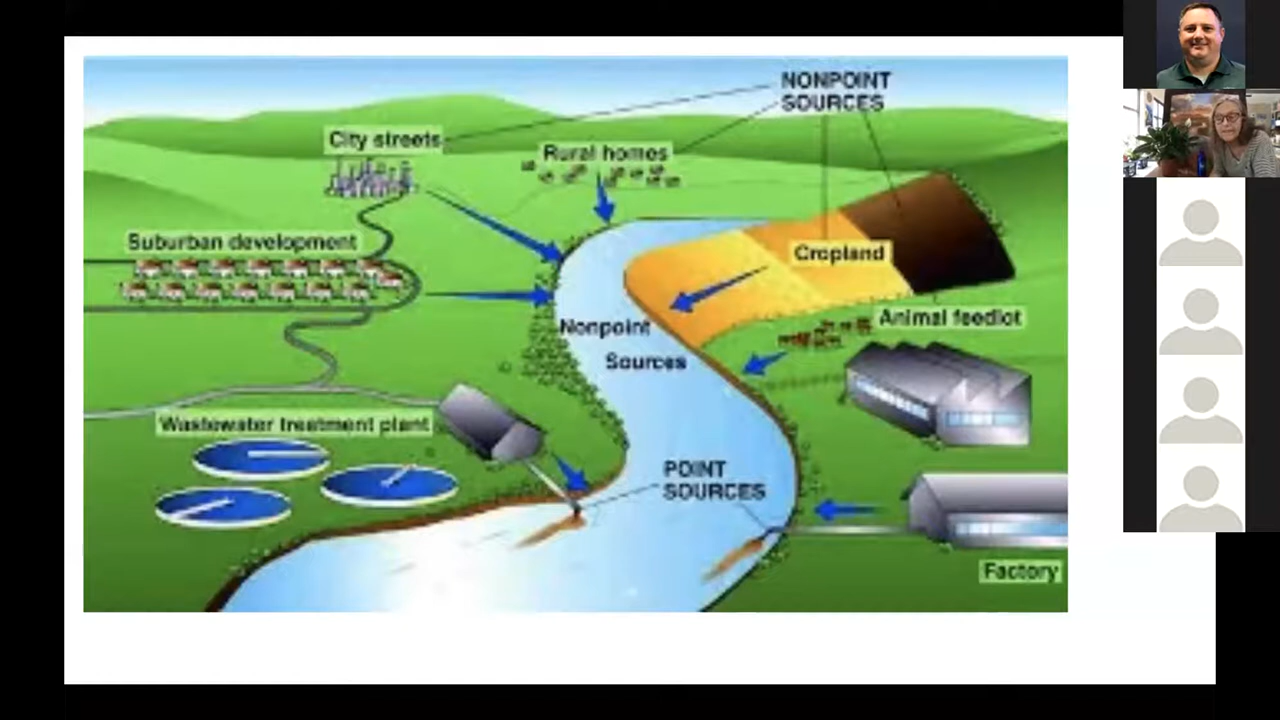 NONPOINT
SOURCES
City streets
Rural homes
Suburban development
Cropland
Animal feedlot
Nonpoint
Sources
Wastewater treatment plant
POINT
SOURCES
Factory